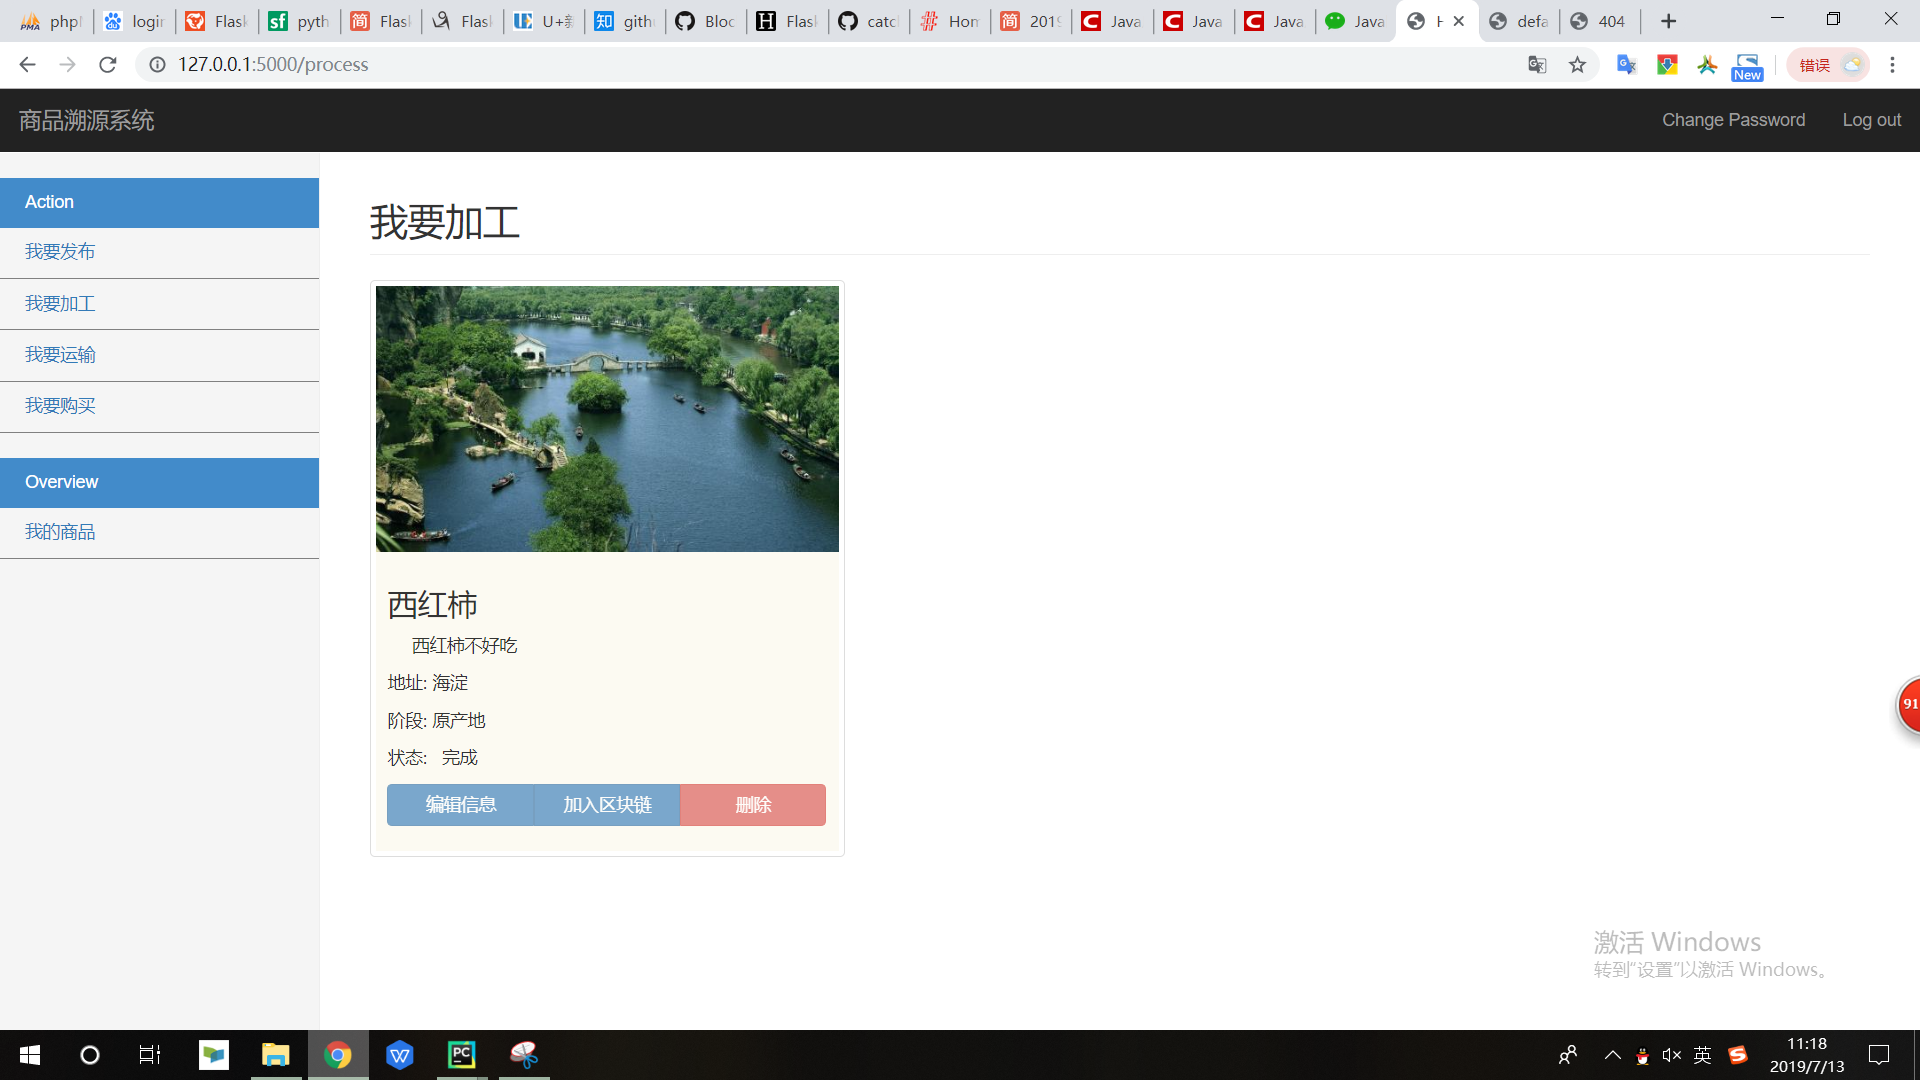 php
login
Flask
pyth
Flask
Flask
U+
gith
Bloc
Flas
catc
Hom
2019
Java
Java
Java
Java
defa
404
127.0.0.1:5000/process
New
错误
商品溯源系统
Change Password
Log out
Action
我要发布
我要加工
我要运输
我要购买
Overview
我的商品
我要加工
西红柿
西红柿不好吃
地址: 海淀
阶段: 原产地
状态: 完成
编辑信息
加入区块链
删除
91
激活 Windows
转到“设置”以激活 Windows。
英
11:18
2019/7/13